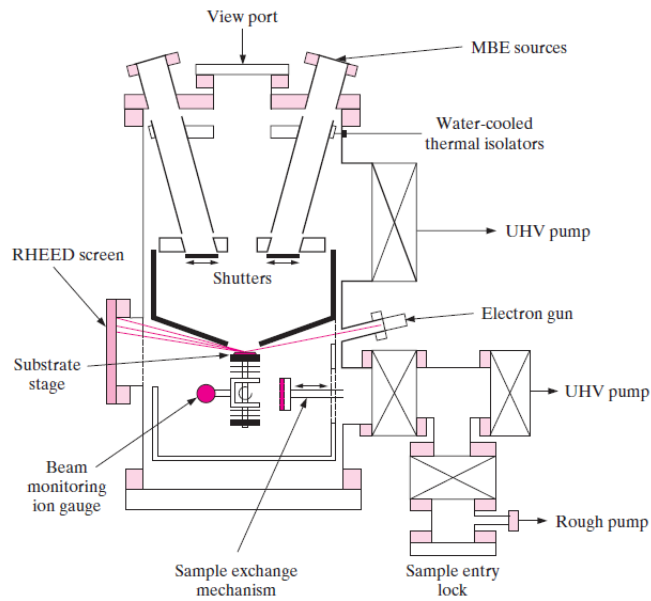 View port
MBE sources
Water-cooled
thermal isolators
UHV pump
RHEED screen
Shutters
Electron gun
Substrate
stage
UHV pump
Beam
monitoring
ion gauge
Rough pump
Sample exchange
mechanism
Sample entry
lock